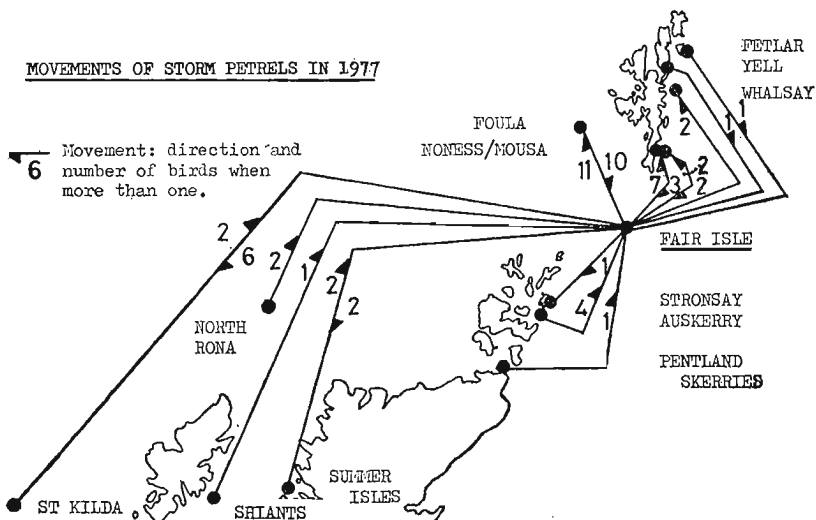 MOVEMENTS OF STORM PETRELS IN 1977
FETLAR
YELL
WHALSAY
FOULA
NONESS/MOUSA
Movement: direction and
number of birds when
more than one.
6
1
1
2
11
10
2
7
3
2
2
6
2
1
2
2
FAIR ISLE
1
4
1
STRONSAY
AUSKERRY
NORTH
RONA
PENTLAND
SKERRIES
SUMMER
ISLES
ST KILDA
SHIANTS